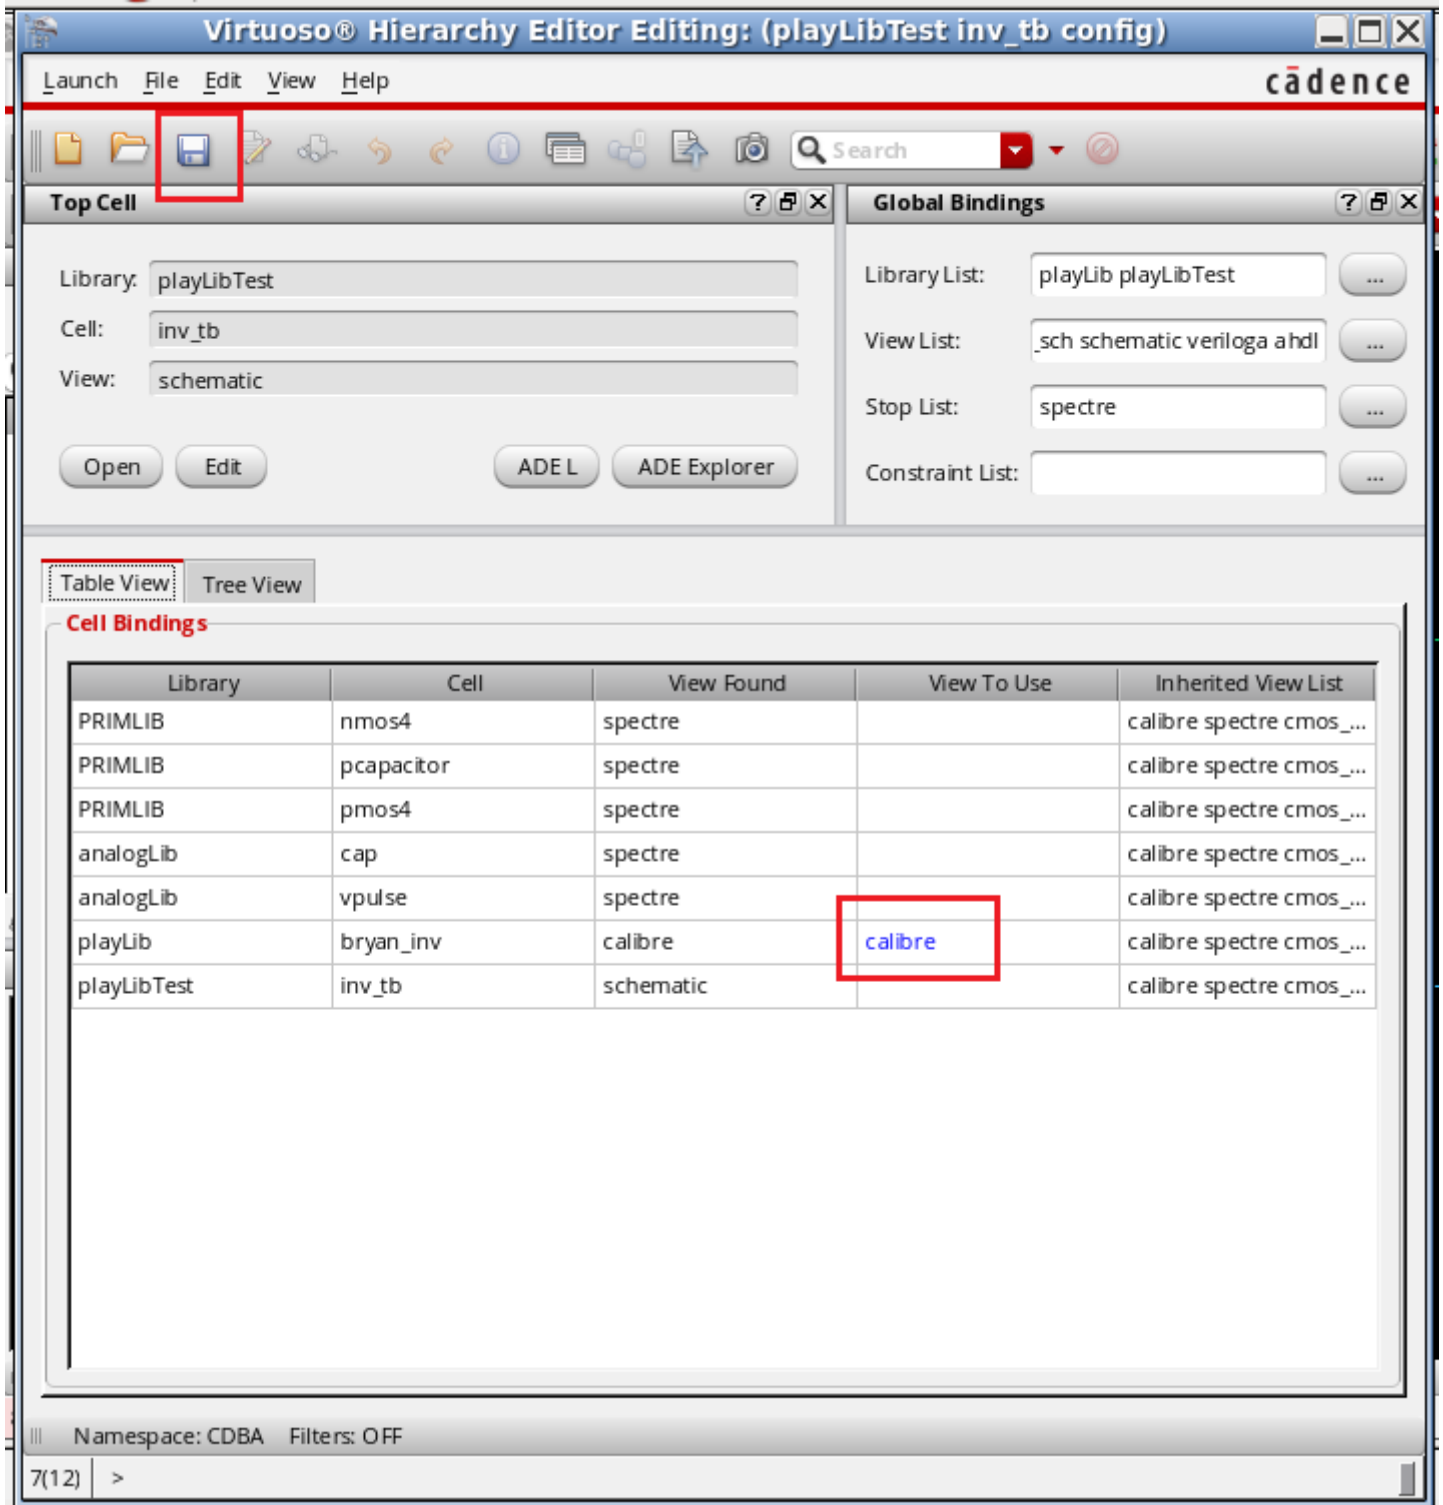 Virtuoso® Hierarchy Editor Editing: (playLibTest inv_tb config)
Launch File Edit View Help
cādence
Search
Top Cell
Library: playLibTest
Cell: inv_tb
View: schematic
Open Edit ADE L ADE Explorer
Global Bindings
Library List: playLib playLibTest
View List: _sch schematic veriloga ahdl
Stop List: spectre
Constraint List:
Table View Tree View
Cell Bindings
Library Cell View Found View To Use Inherited View List
PRIMLIB nmos4 spectre calibre spectre cmos_...
PRIMLIB pcapacitor spectre calibre spectre cmos_...
PRIMLIB pmos4 spectre calibre spectre cmos_...
analogLib cap spectre calibre spectre cmos_...
analogLib vpulse spectre calibre spectre cmos_...
playLib bryan_inv calibre calibre calibre spectre cmos_...
playLibTest inv_tb schematic calibre spectre cmos_...
Namespace: CDBA Filters: OFF
7(12) >